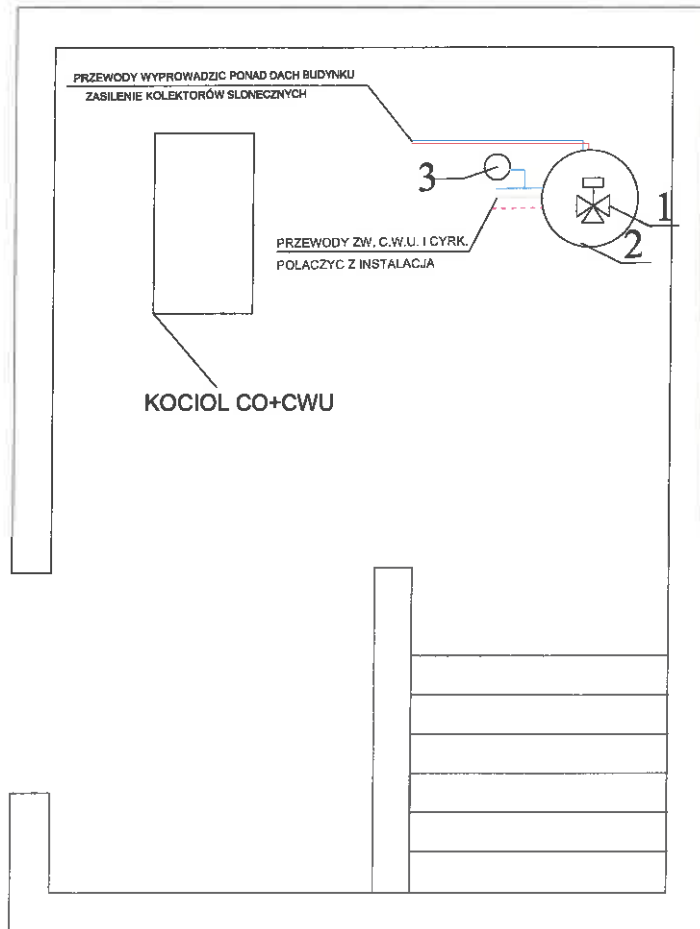 PRZEWODY WYPROWADZIC PONAD DACH BUDYNKU
ZASILENIE KOLEKTORÓW SLONECZNYCH
3
1
2
PRZEWODY ZW, C.W.U. I CYRK.
POLACZYC Z INSTALACJA
KOCIOL CO+CWU